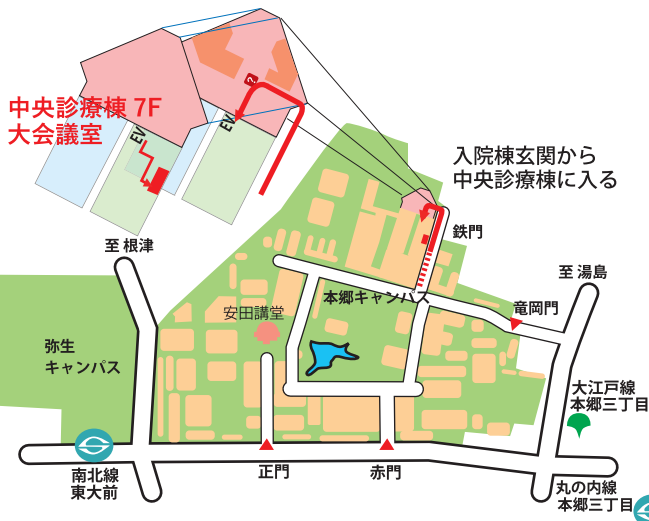 ?
EV
EV
中央診療棟 7F
大会議室
入院棟玄関から
中央診療棟に入る
鉄門
至 根津
至 湯島
本郷キャンパス
竜岡門
安田講堂
弥生
キャンパス
大江戸線
本郷三丁目
南北線
東大前
正門
赤門
丸の内線
本郷三丁目